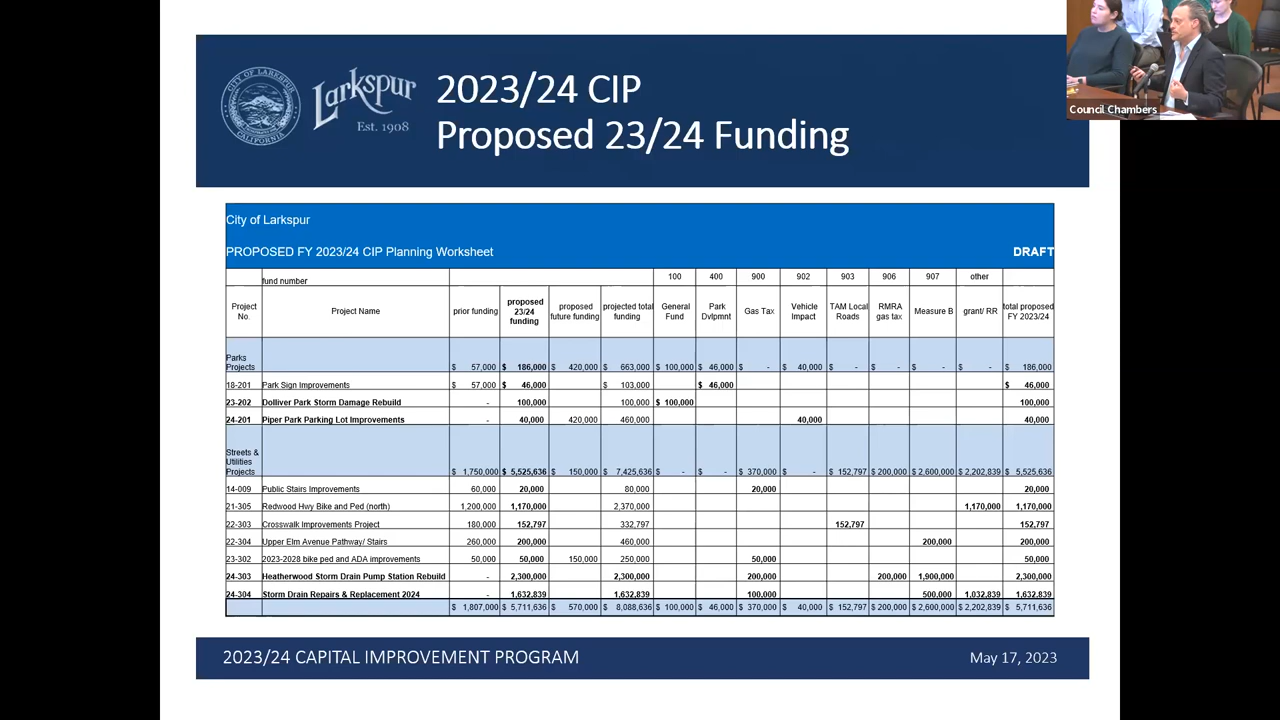 Council Chambers
CITY OF LARKSPUR
CALIFORNIA
Larkspur
Est. 1908
2023/24 CIP
Proposed 23/24 Funding
City of Larkspur
PROPOSED FY 2023/24 CIP Planning Worksheet DRAFT
fund number 100 400 900 902 903 906 907 other
Project No. Project Name prior funding proposed 23/24 funding proposed future funding projected total funding General Fund Park Dvlpmnt Gas Tax Vehicle Impact TAM Local Roads RMRA gas tax Measure B grant/ RR total proposed FY 2023/24
Parks Projects $ 57,000 $ 186,000 $ 420,000 $ 663,000 $ 100,000 $ 46,000 $ - $ 40,000 $ - $ - $ - $ - $ 186,000
18-201 Park Sign Improvements $ 57,000 $ 46,000 $ 103,000 $ 46,000 $ 46,000
23-202 Dolliver Park Storm Damage Rebuild - 100,000 100,000 $ 100,000 100,000
24-201 Piper Park Parking Lot Improvements - 40,000 420,000 460,000 40,000 40,000
Streets & Utilities Projects $ 1,750,000 $ 5,525,636 $ 150,000 $ 7,425,636 $ - $ - $ 370,000 $ - $ 152,797 $ 200,000 $ 2,600,000 $ 2,202,839 $ 5,525,636
14-009 Public Stairs Improvements 60,000 20,000 80,000 20,000 20,000
21-305 Redwood Hwy Bike and Ped (north) 1,200,000 1,170,000 2,370,000 1,170,000 1,170,000
22-303 Crosswalk Improvements Project 180,000 152,797 332,797 152,797 152,797
22-304 Upper Elm Avenue Pathway/ Stairs 260,000 200,000 460,000 200,000 200,000
23-302 2023-2028 bike ped and ADA improvements 50,000 50,000 150,000 250,000 50,000 50,000
24-303 Heatherwood Storm Drain Pump Station Rebuild - 2,300,000 2,300,000 200,000 200,000 1,900,000 2,300,000
24-304 Storm Drain Repairs & Replacement 2024 - 1,632,839 1,632,839 100,000 500,000 1,032,839 1,632,839
$ 1,807,000 $ 5,711,636 $ 570,000 $ 8,088,636 $ 100,000 $ 46,000 $ 370,000 $ 40,000 $ 152,797 $ 200,000 $ 2,600,000 $ 2,202,839 $ 5,711,636
2023/24 CAPITAL IMPROVEMENT PROGRAM May 17, 2023